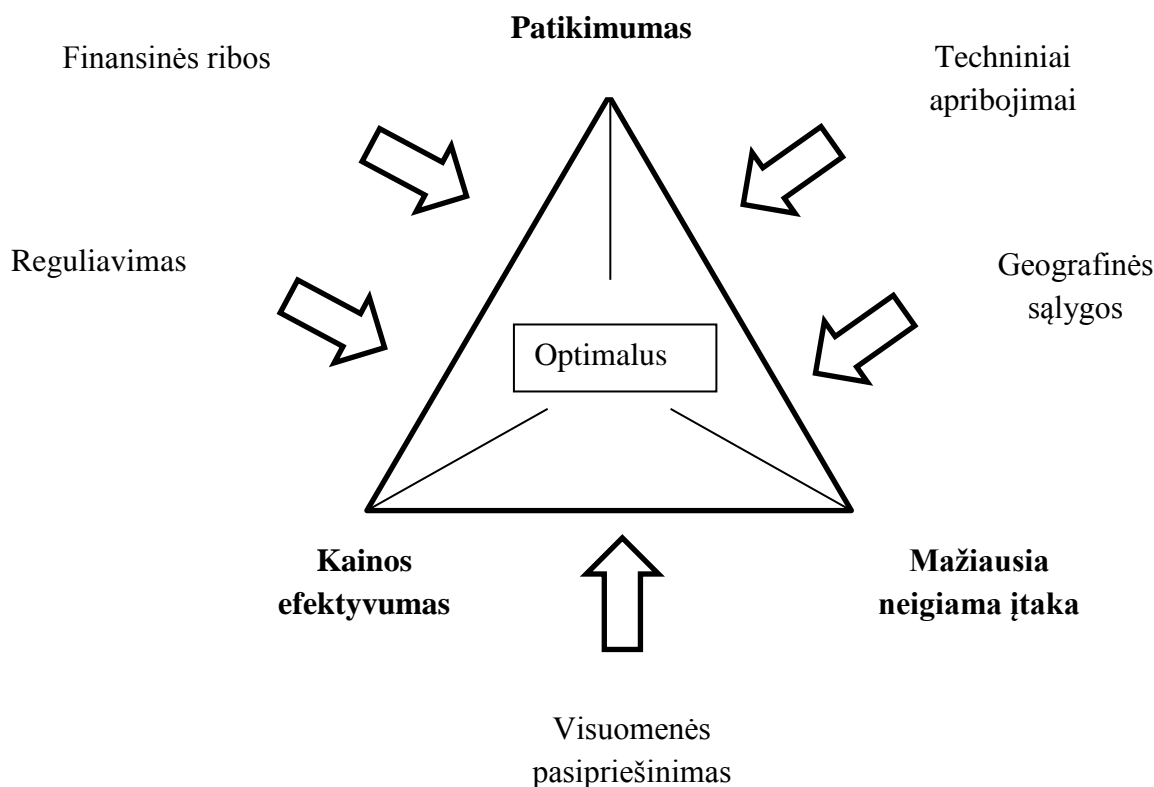 Patikimumas
Finansinės ribos
Techniniai
apribojimai
Reguliavimas
Geografinės
sąlygos
Optimalus
Kainos
efektyvumas
Mažiausia
neigiama įtaka
Visuomenės
pasipriešinimas